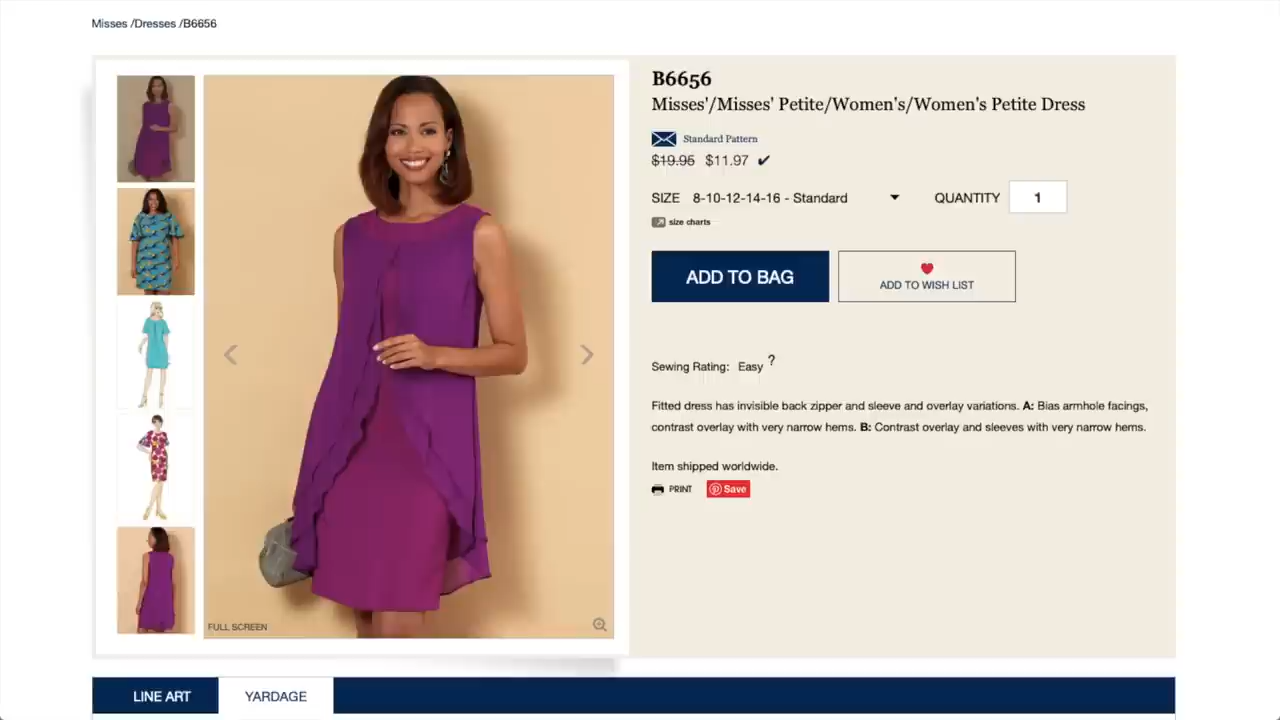 Misses /Dresses /B6656
B6656
Misses'/Misses' Petite/Women's/Women's Petite Dress
Standard Pattern
$19.95 $11.97 ✔
SIZE 8-10-12-14-16 - Standard QUANTITY 1
size charts
ADD TO BAG
ADD TO WISH LIST
Sewing Rating: Easy ?
Fitted dress has invisible back zipper and sleeve and overlay variations. A: Bias armhole facings,
contrast overlay with very narrow hems. B: Contrast overlay and sleeves with very narrow hems.
Item shipped worldwide.
PRINT Save
FULL SCREEN
LINE ART YARDAGE